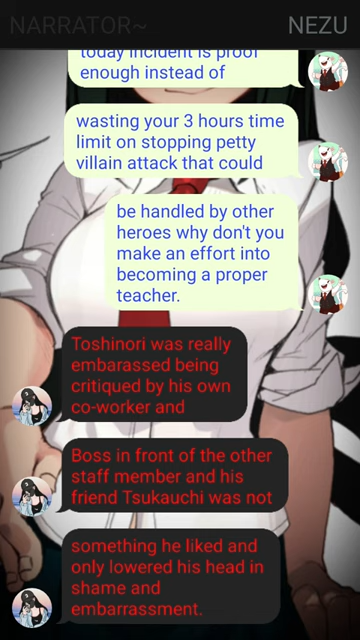 NARRATOR~ NEZU
today incident is proof
enough instead of
wasting your 3 hours time
limit on stopping petty
villain attack that could
be handled by other
heroes why don't you
make an effort into
becoming a proper
teacher.
Toshinori was really
embarassed being
critiqued by his own
co-worker and
Boss in front of the other
staff member and his
friend Tsukauchi was not
something he liked and
only lowered his head in
shame and
embarrassment.